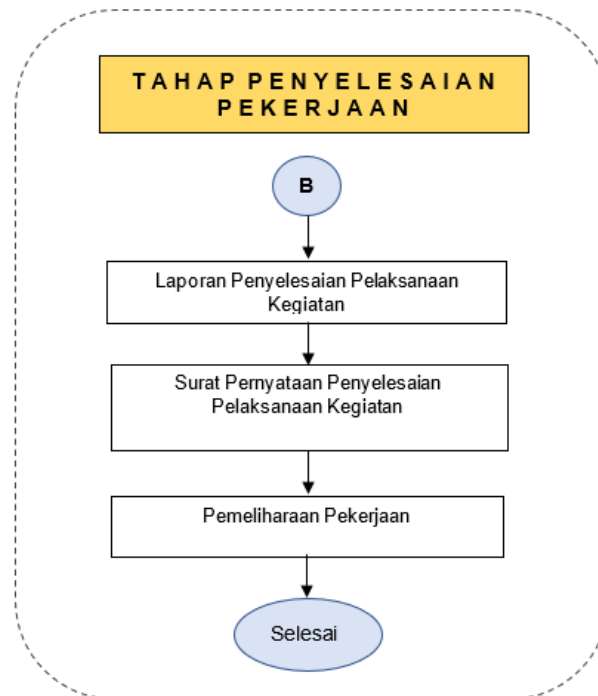 TAHAP PENYELESAIAN
PEKERJAAN
B
Laporan Penyelesaian Pelaksanaan
Kegiatan
Surat Pernyataan Penyelesaian
Pelaksanaan Kegiatan
Pemeliharaan Pekerjaan
Selesai